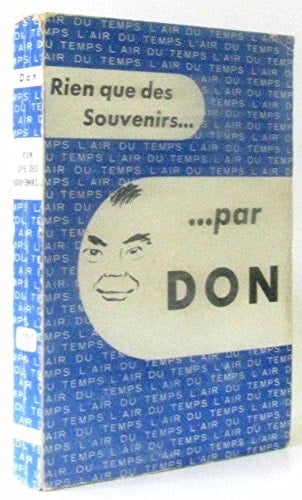 Don
RIEN
QUE DES
SOUVENIRS...
Rien que des
Souvenirs...
...par
DON
L'AIR DU TEMPS L'AIR DU TEMPS L'AIR DU TEMPS